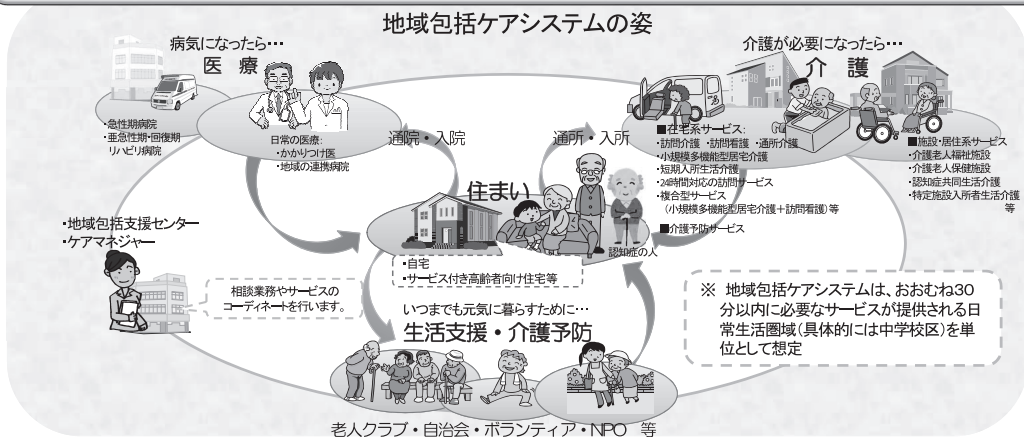 地域包括ケアシステムの姿
病気になったら…
医 療
・急性期病院
・亜急性期・回復期
リハビリ病院
日常の医療:
・かかりつけ医
・地域の連携病院
通院・入院
通所・入所
介護が必要になったら…
介 護
■在宅系サービス:
・訪問介護 ・訪問看護 ・通所介護
・小規模多機能型居宅介護
・短期入所生活介護
・24時間対応の訪問サービス
・複合型サービス
(小規模多機能型居宅介護+訪問看護)等
■介護予防サービス
■施設・居住系サービス
・介護老人福祉施設
・介護老人保健施設
・認知症共同生活介護
・特定施設入所者生活介護
等
住まい
認知症の人
・自宅
・サービス付き高齢者向け住宅等
・地域包括支援センター
・ケアマネジャー
相談業務やサービスの
コーディネートを行います。
いつまでも元気に暮らすために…
生活支援・介護予防
老人クラブ・自治会・ボランティア・NPO 等
※ 地域包括ケアシステムは、おおむね30
分以内に必要なサービスが提供される日
常生活圏域(具体的には中学校区)を単
位として想定